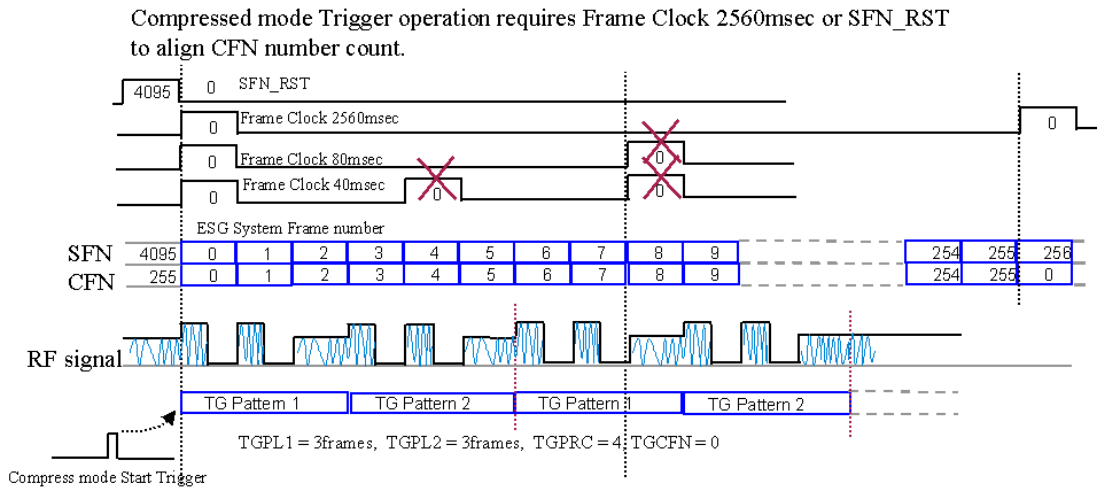 Compressed mode Trigger operation requires Frame Clock 2560msec or SFN_RST
to align CFN number count.
4095 0 SFN_RST
0 Frame Clock 2560msec 0
0 Frame Clock 80msec 0
0 Frame Clock 40msec 0 0
ESG System Frame number
SFN 4095 0 1 2 3 4 5 6 7 8 9 254 255 256
CFN 255 0 1 2 3 4 5 6 7 8 9 254 255 0
RF signal
TG Pattern 1 TG Pattern 2 TG Pattern 1 TG Pattern 2
TGPL1 = 3frames, TGPL2 = 3frames, TGPRC = 4, TGCFN = 0
Compress mode Start Trigger